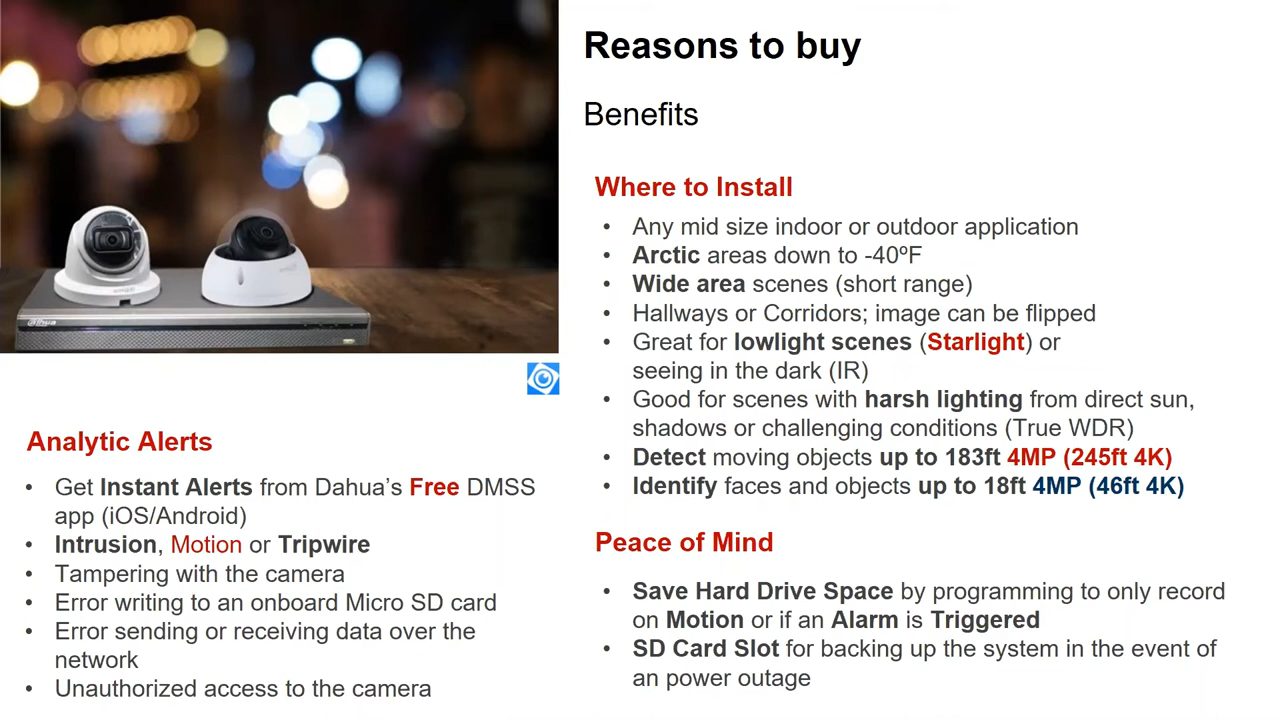 Reasons to buy
Benefits
Where to Install
• Any mid size indoor or outdoor application
• Arctic areas down to -40ºF
• Wide area scenes (short range)
• Hallways or Corridors; image can be flipped
• Great for lowlight scenes (Starlight) or
seeing in the dark (IR)
• Good for scenes with harsh lighting from direct sun,
shadows or challenging conditions (True WDR)
• Detect moving objects up to 183ft 4MP (245ft 4K)
• Identify faces and objects up to 18ft 4MP (46ft 4K)
Peace of Mind
• Save Hard Drive Space by programming to only record
on Motion or if an Alarm is Triggered
• SD Card Slot for backing up the system in the event of
an power outage
alhua
Analytic Alerts
• Get Instant Alerts from Dahua’s Free DMSS
app (iOS/Android)
• Intrusion, Motion or Tripwire
• Tampering with the camera
• Error writing to an onboard Micro SD card
• Error sending or receiving data over the
network
• Unauthorized access to the camera